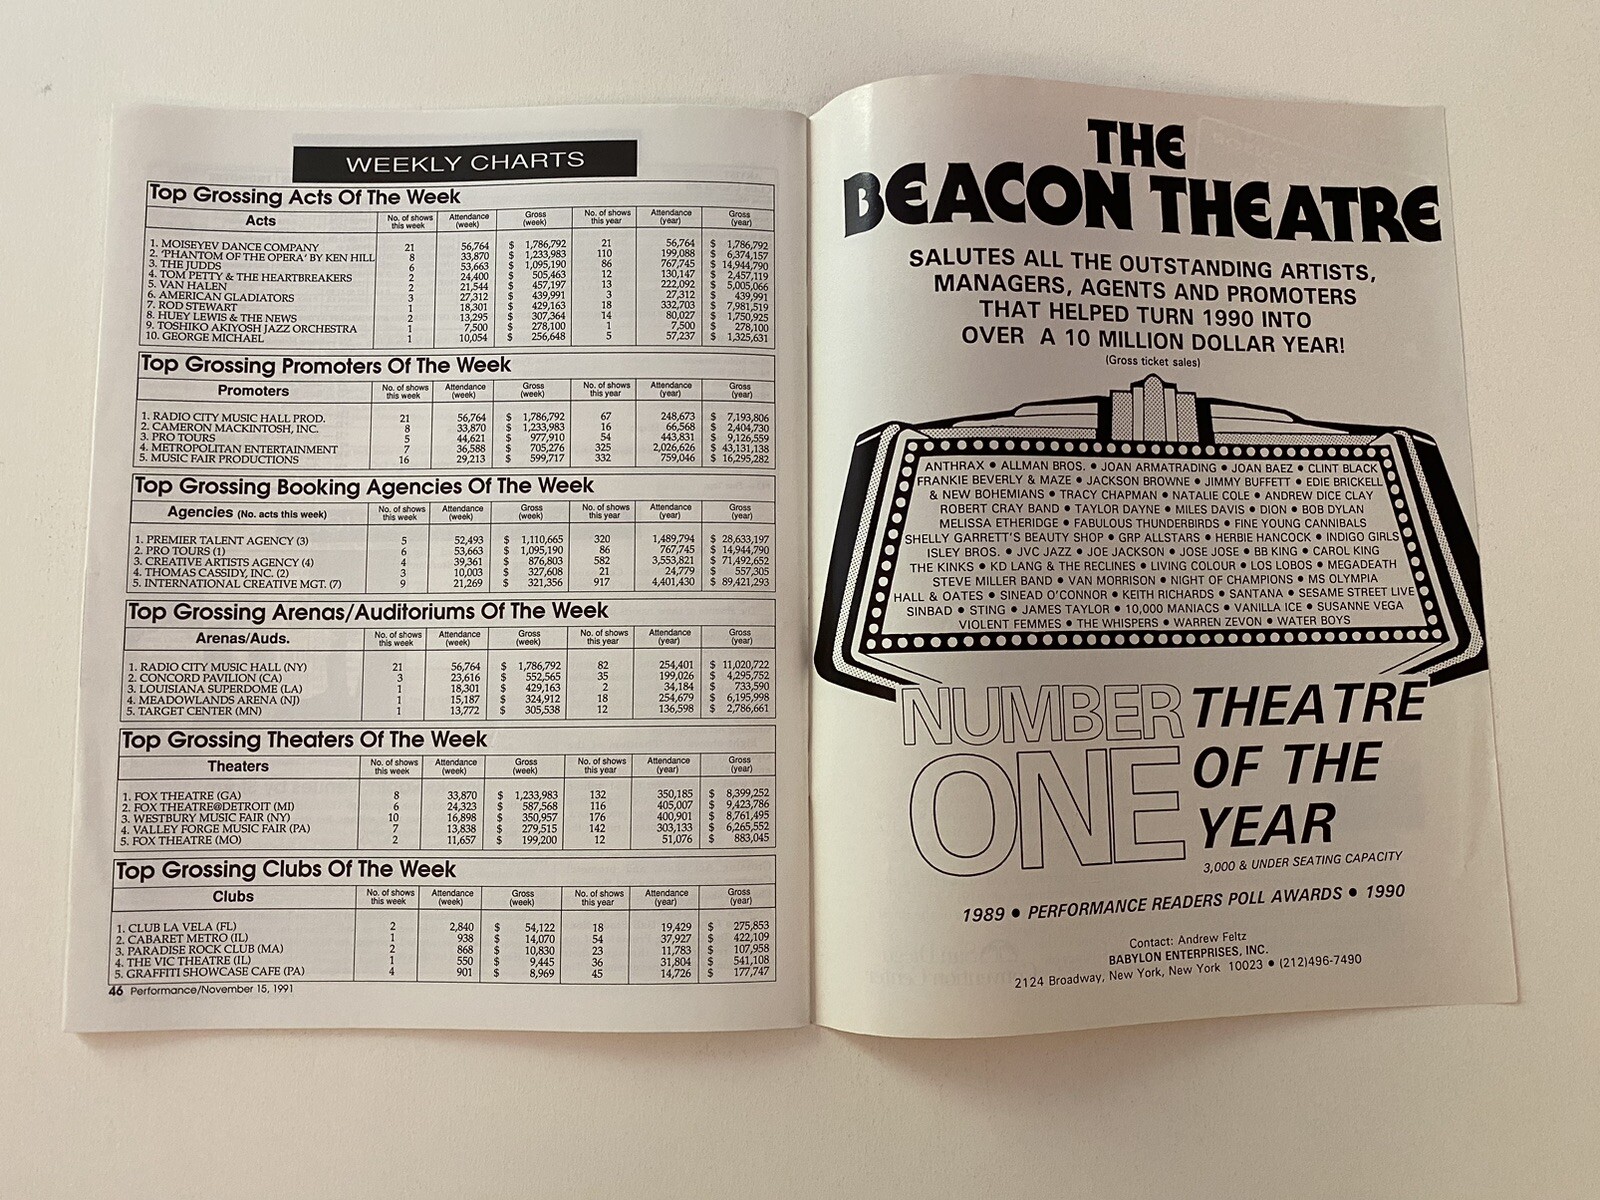 WEEKLY CHARTS
Top Grossing Acts Of The Week
Acts No. of shows this week Attendance (week) Gross (week) No. of shows this year Attendance (year) Gross (year)
1. MOISEYEV DANCE COMPANY 21 56,764 $ 1,786,792 21 56,764 $ 1,786,792
2. 'PHANTOM OF THE OPERA' BY KEN HILL 8 33,870 $ 1,233,983 110 199,088 $ 6,374,157
3. THE JUDDS 6 53,663 $ 1,095,190 86 767,745 $ 14,944,790
4. TOM PETTY & THE HEARTBREAKERS 2 24,400 $ 505,463 12 130,147 $ 2,457,119
5. VAN HALEN 2 21,544 $ 457,197 13 222,092 $ 5,005,066
6. AMERICAN GLADIATORS 3 27,312 $ 439,991 3 27,312 $ 439,991
7. ROD STEWART 1 18,301 $ 429,163 18 332,703 $ 7,981,519
8. HUEY LEWIS & THE NEWS 2 13,295 $ 307,364 14 80,027 $ 1,750,925
9. TOSHIKO AKIYOSH JAZZ ORCHESTRA 1 7,500 $ 278,100 1 7,500 $ 278,100
10. GEORGE MICHAEL 1 10,054 $ 256,648 5 57,237 $ 1,325,631
Top Grossing Promoters Of The Week
Promoters No. of shows this week Attendance (week) Gross (week) No. of shows this year Attendance (year) Gross (year)
1. RADIO CITY MUSIC HALL PROD. 21 56,764 $ 1,786,792 67 248,673 $ 7,193,806
2. CAMERON MACKINTOSH, INC. 8 33,870 $ 1,233,983 16 66,568 $ 2,404,730
3. PRO TOURS 5 44,621 $ 977,910 54 443,831 $ 9,126,559
4. METROPOLITAN ENTERTAINMENT 7 36,588 $ 705,276 325 2,026,626 $ 43,131,138
5. MUSIC FAIR PRODUCTIONS 16 29,213 $ 599,717 332 759,046 $ 16,295,282
Top Grossing Booking Agencies Of The Week
Agencies (No. acts this week) No. of shows this week Attendance (week) Gross (week) No. of shows this year Attendance (year) Gross (year)
1. PREMIER TALENT AGENCY (3) 5 52,493 $ 1,110,665 320 1,489,794 $ 28,633,197
2. PRO TOURS (1) 6 53,663 $ 1,095,190 86 767,745 $ 14,944,790
3. CREATIVE ARTISTS AGENCY (4) 4 39,361 $ 876,803 582 3,553,821 $ 71,492,652
4. THOMAS CASSIDY, INC. (2) 3 10,003 $ 327,608 21 24,779 $ 557,305
5. INTERNATIONAL CREATIVE MGT. (7) 9 21,269 $ 321,356 917 4,401,430 $ 89,421,293
Top Grossing Arenas/Auditoriums Of The Week
Arenas/Auds. No. of shows this week Attendance (week) Gross (week) No. of shows this year Attendance (year) Gross (year)
1. RADIO CITY MUSIC HALL (NY) 21 56,764 $ 1,786,792 82 254,401 $ 11,020,722
2. CONCORD PAVILION (CA) 3 23,616 $ 552,565 35 199,026 $ 4,295,752
3. LOUISIANA SUPERDOME (LA) 1 18,301 $ 429,163 2 34,184 $ 733,590
4. MEADOWLANDS ARENA (NJ) 1 15,187 $ 324,912 18 254,679 $ 6,195,998
5. TARGET CENTER (MN) 1 13,772 $ 305,538 12 136,598 $ 2,786,661
Top Grossing Theaters Of The Week
Theaters No. of shows this week Attendance (week) Gross (week) No. of shows this year Attendance (year) Gross (year)
1. FOX THEATRE (GA) 8 33,870 $ 1,233,983 132 350,185 $ 8,399,252
2. FOX THEATRE@DETROIT (MI) 6 24,323 $ 587,568 116 405,007 $ 9,423,786
3. WESTBURY MUSIC FAIR (NY) 10 16,898 $ 350,957 176 400,901 $ 8,761,495
4. VALLEY FORGE MUSIC FAIR (PA) 7 13,838 $ 279,515 142 303,133 $ 6,265,552
5. FOX THEATRE (MO) 2 11,657 $ 199,200 12 51,076 $ 883,045
Top Grossing Clubs Of The Week
Clubs No. of shows this week Attendance (week) Gross (week) No. of shows this year Attendance (year) Gross (year)
1. CLUB LA VELA (FL) 2 2,840 $ 54,122 18 19,429 $ 275,853
2. CABARET METRO (IL) 1 938 $ 14,070 54 37,927 $ 422,109
3. PARADISE ROCK CLUB (MA) 2 868 $ 10,830 23 11,783 $ 107,958
4. THE VIC THEATRE (IL) 1 550 $ 9,445 36 31,804 $ 541,108
5. GRAFFITI SHOWCASE CAFE (PA) 4 901 $ 8,969 45 14,726 $ 177,747
46 Performance/November 15, 1991
THE
BEACON THEATRE
SALUTES ALL THE OUTSTANDING ARTISTS,
MANAGERS, AGENTS AND PROMOTERS
THAT HELPED TURN 1990 INTO
OVER A 10 MILLION DOLLAR YEAR!
(Gross ticket sales)
ANTHRAX • ALLMAN BROS. • JOAN ARMATRADING • JOAN BAEZ • CLINT BLACK
FRANKIE BEVERLY & MAZE • JACKSON BROWNE • JIMMY BUFFETT • EDIE BRICKELL
& NEW BOHEMIANS • TRACY CHAPMAN • NATALIE COLE • ANDREW DICE CLAY
ROBERT CRAY BAND • TAYLOR DAYNE • MILES DAVIS • DION • BOB DYLAN
MELISSA ETHERIDGE • FABULOUS THUNDERBIRDS • FINE YOUNG CANNIBALS
SHELLY GARRETT'S BEAUTY SHOP • GRP ALLSTARS • HERBIE HANCOCK • INDIGO GIRLS
ISLEY BROS. • JVC JAZZ • JOE JACKSON • JOSE JOSE • BB KING • CAROL KING
THE KINKS • KD LANG & THE RECLINES • LIVING COLOUR • LOS LOBOS • MEGADEATH
STEVE MILLER BAND • VAN MORRISON • NIGHT OF CHAMPIONS • MS OLYMPIA
HALL & OATES • SINEAD O'CONNOR • KEITH RICHARDS • SANTANA • SESAME STREET LIVE
SINBAD • STING • JAMES TAYLOR • 10,000 MANIACS • VANILLA ICE • SUSANNE VEGA
VIOLENT FEMMES • THE WHISPERS • WARREN ZEVON • WATER BOYS
NUMBER ONE
THEATRE
OF THE
YEAR
3,000 & UNDER SEATING CAPACITY
1989 • PERFORMANCE READERS POLL AWARDS • 1990
Contact: Andrew Feltz
BABYLON ENTERPRISES, INC.
2124 Broadway, New York, New York 10023 • (212)496-7490